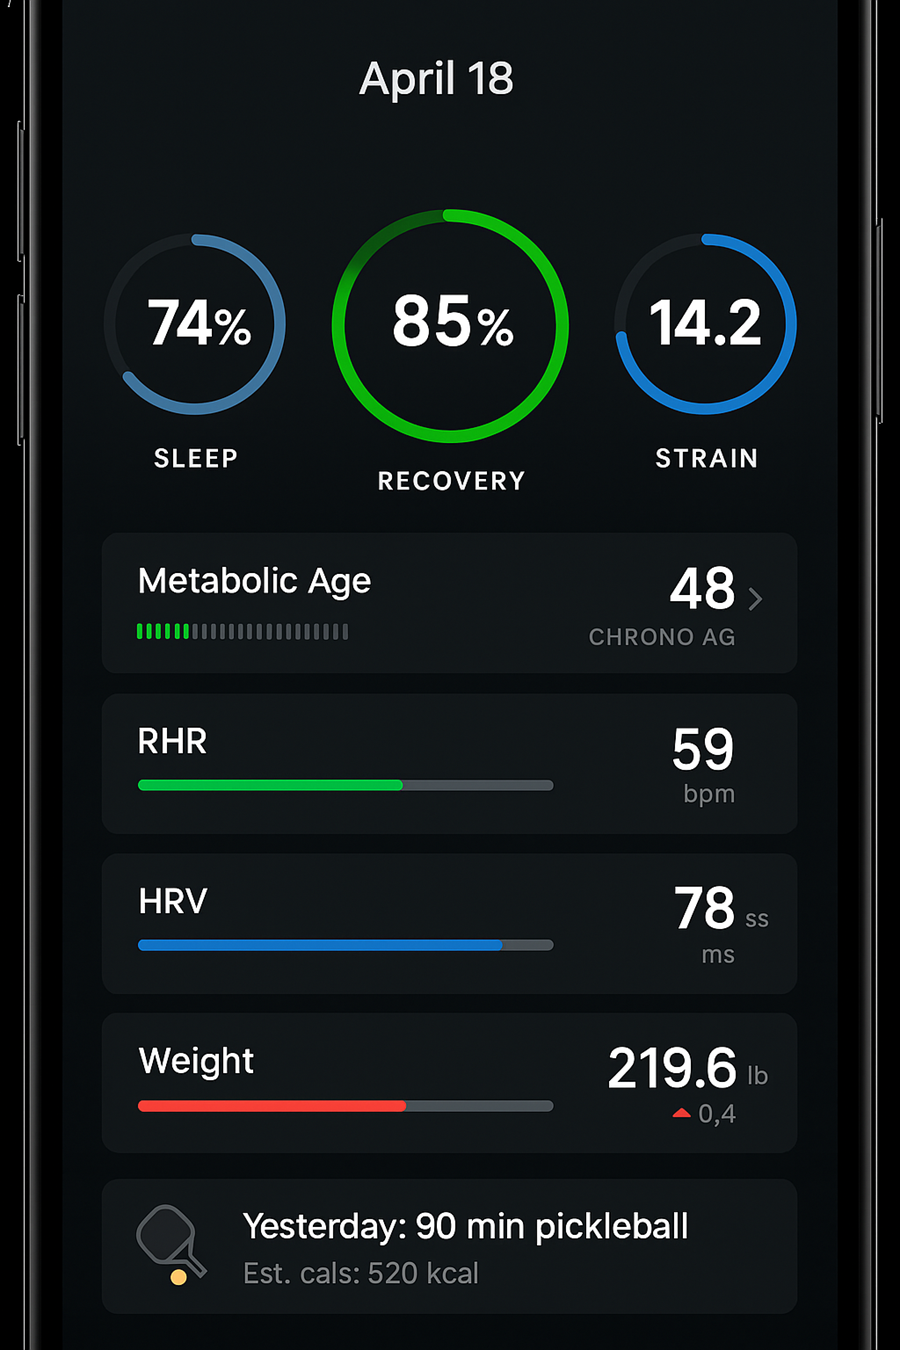 April 18
74%
85%
14.2
SLEEP
RECOVERY
STRAIN
Metabolic Age
48
CHRONO AG
RHR
59
bpm
HRV
78 ss
ms
Weight
219.6 lb
0,4
Yesterday: 90 min pickleball
Est. cals: 520 kcal